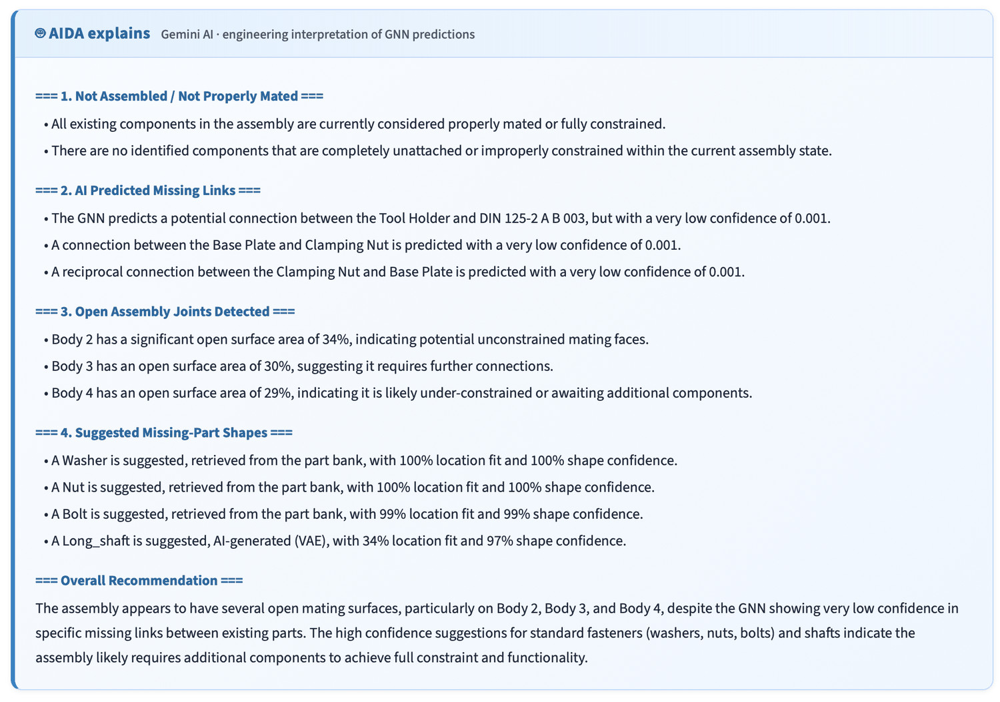 AIDA explains Gemini AI · engineering interpretation of GNN predictions
=== 1. Not Assembled / Not Properly Mated ===
• All existing components in the assembly are currently considered properly mated or fully constrained.
• There are no identified components that are completely unattached or improperly constrained within the current assembly state.
=== 2. AI Predicted Missing Links ===
• The GNN predicts a potential connection between the Tool Holder and DIN 125-2 A B 003, but with a very low confidence of 0.001.
• A connection between the Base Plate and Clamping Nut is predicted with a very low confidence of 0.001.
• A reciprocal connection between the Clamping Nut and Base Plate is predicted with a very low confidence of 0.001.
=== 3. Open Assembly Joints Detected ===
• Body 2 has a significant open surface area of 34%, indicating potential unconstrained mating faces.
• Body 3 has an open surface area of 30%, suggesting it requires further connections.
• Body 4 has an open surface area of 29%, indicating it is likely under-constrained or awaiting additional components.
=== 4. Suggested Missing-Part Shapes ===
• A Washer is suggested, retrieved from the part bank, with 100% location fit and 100% shape confidence.
• A Nut is suggested, retrieved from the part bank, with 100% location fit and 100% shape confidence.
• A Bolt is suggested, retrieved from the part bank, with 99% location fit and 99% shape confidence.
• A Long_shaft is suggested, AI-generated (VAE), with 34% location fit and 97% shape confidence.
=== Overall Recommendation ===
The assembly appears to have several open mating surfaces, particularly on Body 2, Body 3, and Body 4, despite the GNN showing very low confidence in
specific missing links between existing parts. The high confidence suggestions for standard fasteners (washers, nuts, bolts) and shafts indicate the
assembly likely requires additional components to achieve full constraint and functionality.